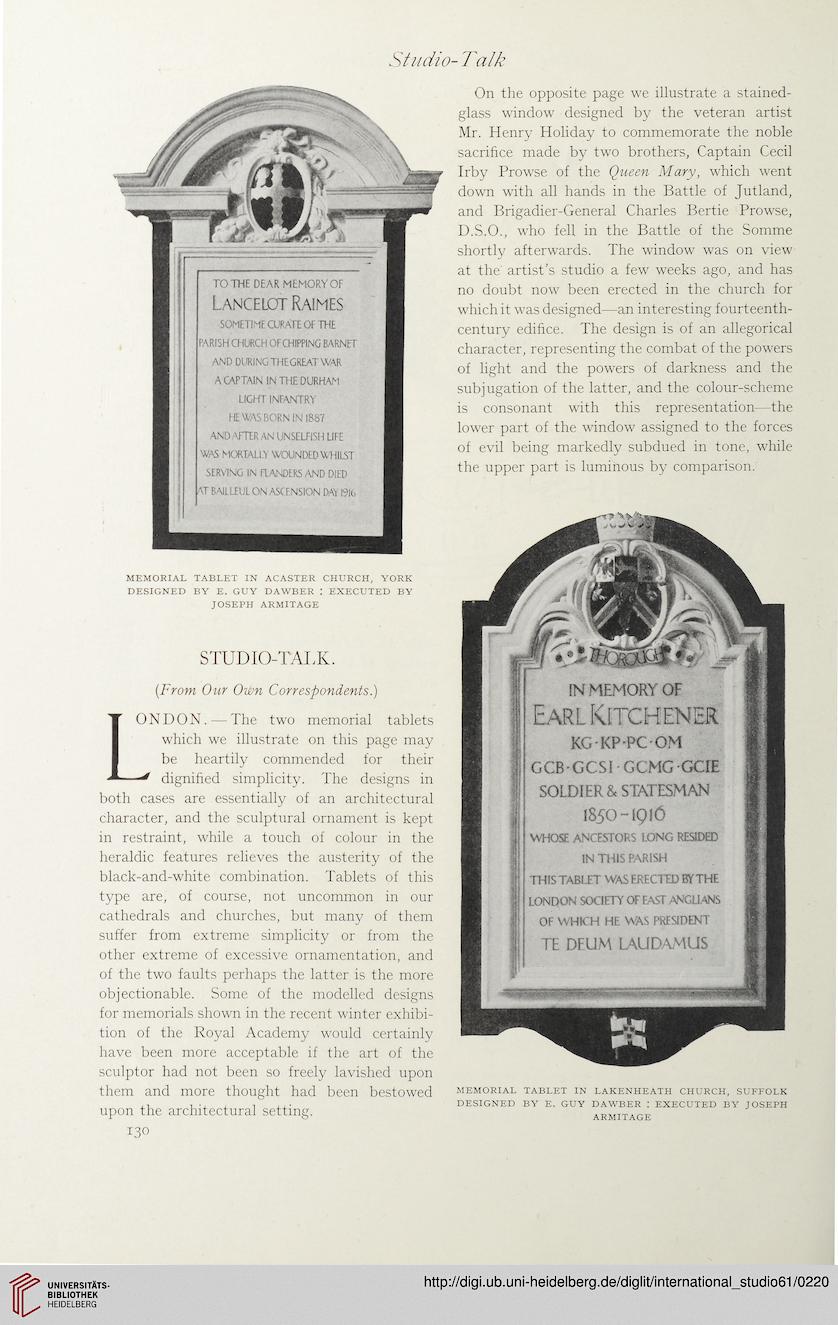 Studio-Talk
TO THE DEAR MEMORY OF
LANCELOT RAIMES
SOMETIME CURATE OF THE
PARISH CHURCH OF CHIPPING BARNET
AND DURING THE GREAT WAR
A CAPTAIN IN THE DURHAM
LIGHT INFANTRY
HE WAS BORN IN 1887
AND AFTER AN UNSELFISH LIFE
WAS MORTALLY WOUNDED WHILST
SERVING IN FLANDERS AND DIED
AT BAILLEUL ON ASCENSION DAY 1916
MEMORIAL TABLET IN ACASTER CHURCH, YORK
DESIGNED BY E. GUY DAWBER : EXECUTED BY
JOSEPH ARMITAGE
STUDIO-TALK.
(From Our Own Correspondents.)
LONDON.—The two memorial tablets
which we illustrate on this page may
be heartily commended for their
dignified simplicity. The designs in
both cases are essentially of an architectural
character, and the sculptural ornament is kept
in restraint, while a touch of colour in the
heraldic features relieves the austerity of the
black-and-white combination. Tablets of this
type are, of course, not uncommon in our
cathedrals and churches, but many of them
suffer from extreme simplicity or from the
other extreme of excessive ornamentation, and
of the two faults perhaps the latter is the more
objectionable. Some of the modelled designs
for memorials shown in the recent winter exhibi-
tion of the Royal Academy would certainly
have been more acceptable if the art of the
sculptor had not been so freely lavished upon
them and more thought had been bestowed
upon the architectural setting.
130
On the opposite page we illustrate a stained-
glass window designed by the veteran artist
Mr. Henry Holiday to commemorate the noble
sacrifice made by two brothers, Captain Cecil
Irby Prowse of the Queen Mary, which went
down with all hands in the Battle of Jutland,
and Brigadier-General Charles Bertie Prowse,
D.S.O., who fell in the Battle of the Somme
shortly afterwards. The window was on view
at the artist's studio a few weeks ago, and has
no doubt now been erected in the church for
which it was designed—an interesting fourteenth-
century edifice. The design is of an allegorical
character, representing the combat of the powers
of light and the powers of darkness and the
subjugation of the latter, and the colour-scheme
is consonant with this representation—the
lower part of the window assigned to the forces
of evil being markedly subdued in tone, while
the upper part is luminous by comparison.
THOROUGH
IN MEMORY OF
EARL KITCHENER
KG·KP·PC·OM
GCB·GCSI·GCMG·GCIE
SOLDIER & STATESMAN
1850-1916
WHOSE ANCESTORS LONG RESIDED
IN THIS PARISH
THIS TABLET WAS ERECTED BY THE
LONDON SOCIETY OF EAST ANGLIANS
OF WHICH HE WAS PRESIDENT
TE DEUM LAUDAMUS
MEMORIAL TABLET IN LAKENHEATH CHURCH, SUFFOLK
DESIGNED BY E. GUY DAWBER : EXECUTED BY JOSEPH
ARMITAGE
UNIVERSITÄTS-
BIBLIOTHEK
HEIDELBERG
http://digi.ub.uni-heidelberg.de/diglit/international_studio61/0220